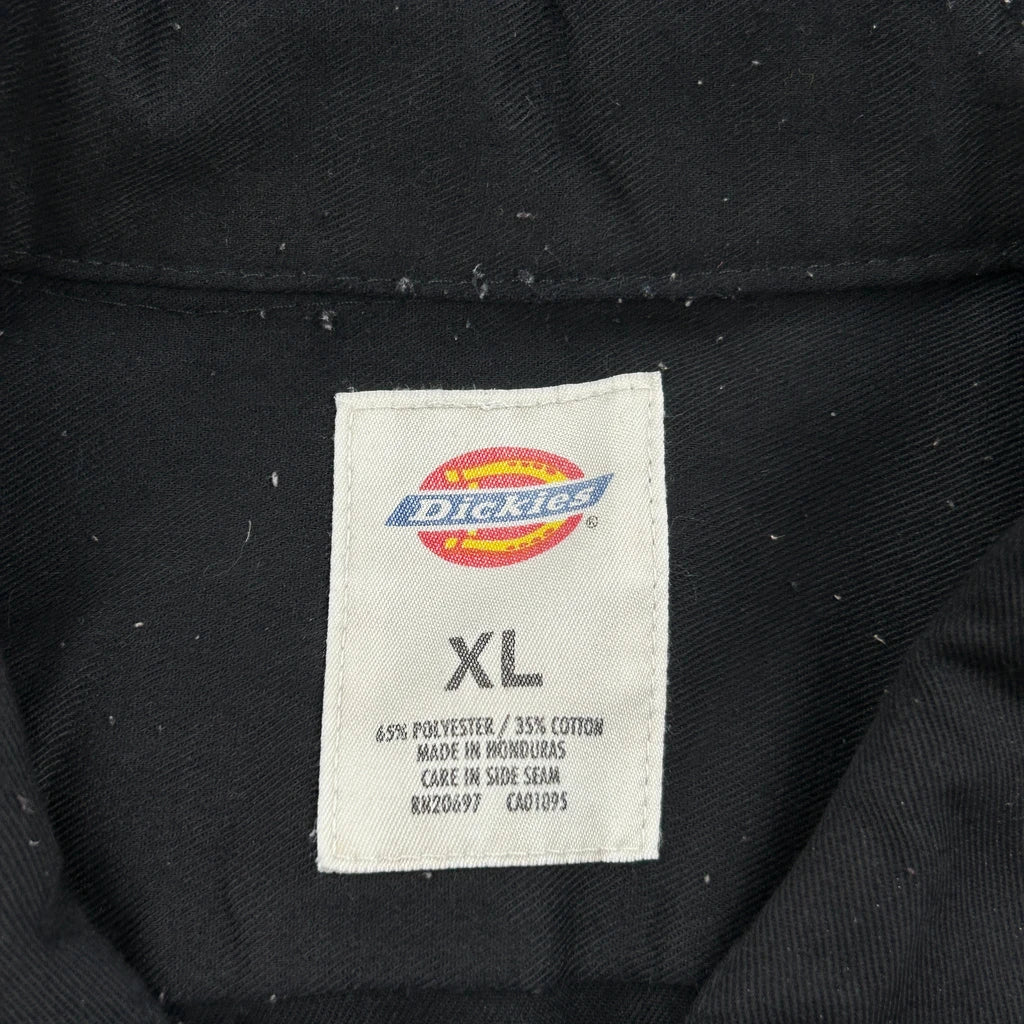 Dickies®
XL
65% POLYESTER / 35% COTTON
MADE IN HONDURAS
CARE IN SIDE SEAM
RN20697 CA01095